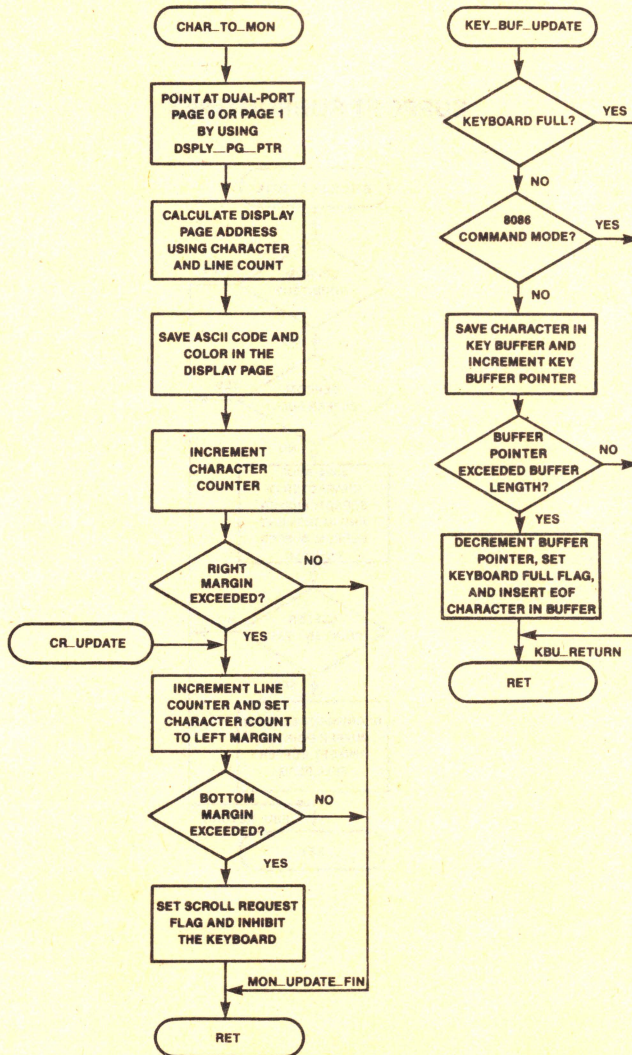 CHAR_TO_MON
POINT AT DUAL-PORT
PAGE 0 OR PAGE 1
BY USING
DSPLY_PG_PTR
CALCULATE DISPLAY
PAGE ADDRESS
USING CHARACTER
AND LINE COUNT
SAVE ASCII CODE AND
COLOR IN THE
DISPLAY PAGE
INCREMENT
CHARACTER
COUNTER
RIGHT
MARGIN
EXCEEDED?
NO
YES
CR_UPDATE
INCREMENT LINE
COUNTER AND SET
CHARACTER COUNT
TO LEFT MARGIN
BOTTOM
MARGIN
EXCEEDED?
NO
YES
SET SCROLL REQUEST
FLAG AND INHIBIT
THE KEYBOARD
MON_UPDATE_FIN
RET
KEY_BUF_UPDATE
KEYBOARD FULL?
YES
NO
8086
COMMAND MODE?
YES
NO
SAVE CHARACTER IN
KEY BUFFER AND
INCREMENT KEY
BUFFER POINTER
BUFFER
POINTER
EXCEEDED BUFFER
LENGTH?
NO
YES
DECREMENT BUFFER
POINTER, SET
KEYBOARD FULL FLAG,
AND INSERT EOF
CHARACTER IN BUFFER
KBU_RETURN
RET